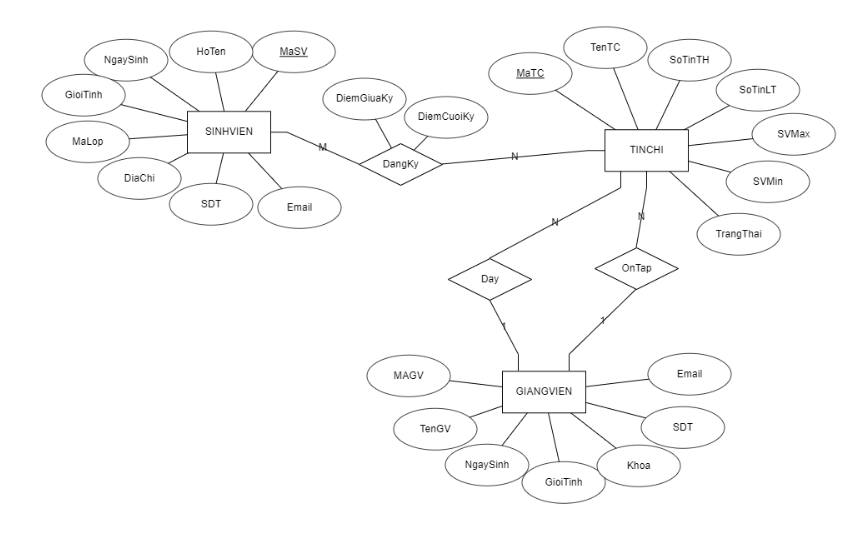 HoTen
MaSV
NgaySinh
GioiTinh
MaLop
DiaChi
SDT
Email
SINHVIEN
DiemGiuaKy
DiemCuoiKy
M
DangKy
N
MaTC
TenTC
SoTinTH
SoTinLT
SVMax
SVMin
TrangThai
TINCHI
N
N
Day
OnTap
1
1
GIANGVIEN
MAGV
TenGV
NgaySinh
GioiTinh
Khoa
SDT
Email